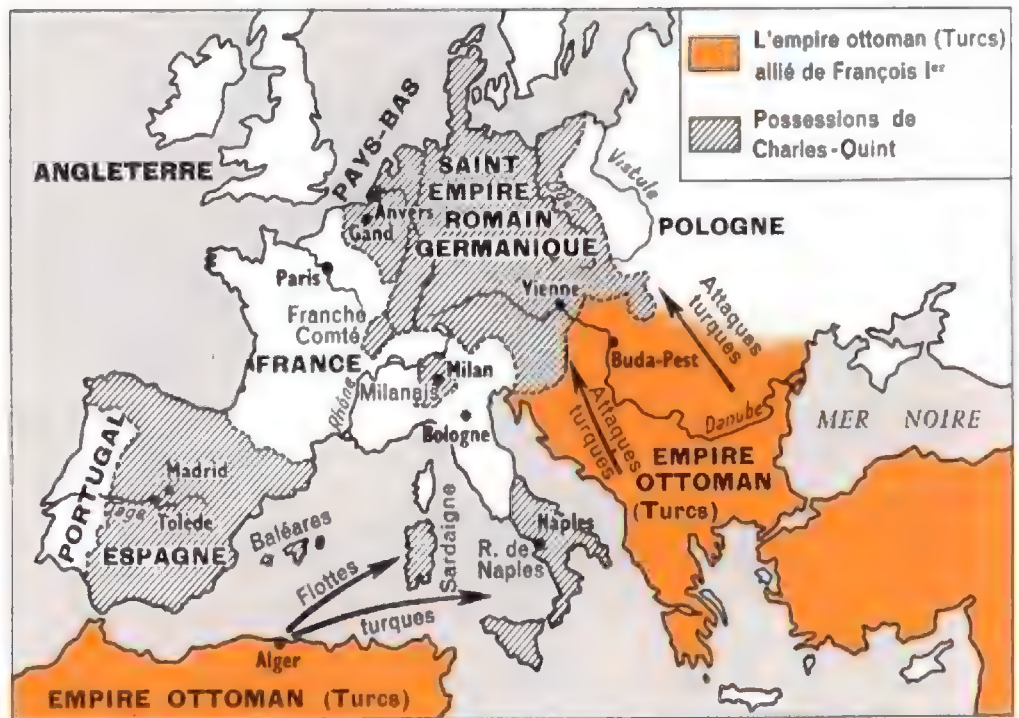 L'empire ottoman (Turcs)
allié de François Ier
Possessions de
Charles-Quint
ANGLETERRE
PAYS-BAS
SAINT
EMPIRE
ROMAIN
GERMANIQUE
Anvers
Gand
Vistule
POLOGNE
Paris
Vienne
Franche
Comté
FRANCE
Attaques
turques
Buda-Pest
Milan
Milanais
Rhône
Bologne
Attaques
turques
Danube
MER NOIRE
EMPIRE
OTTOMAN
(Turcs)
PORTUGAL
Madrid
Tage
Tolède
ESPAGNE
Baléares
Sardaigne
Naples
R. de
Naples
Flottes
turques
Alger
EMPIRE OTTOMAN (Turcs)